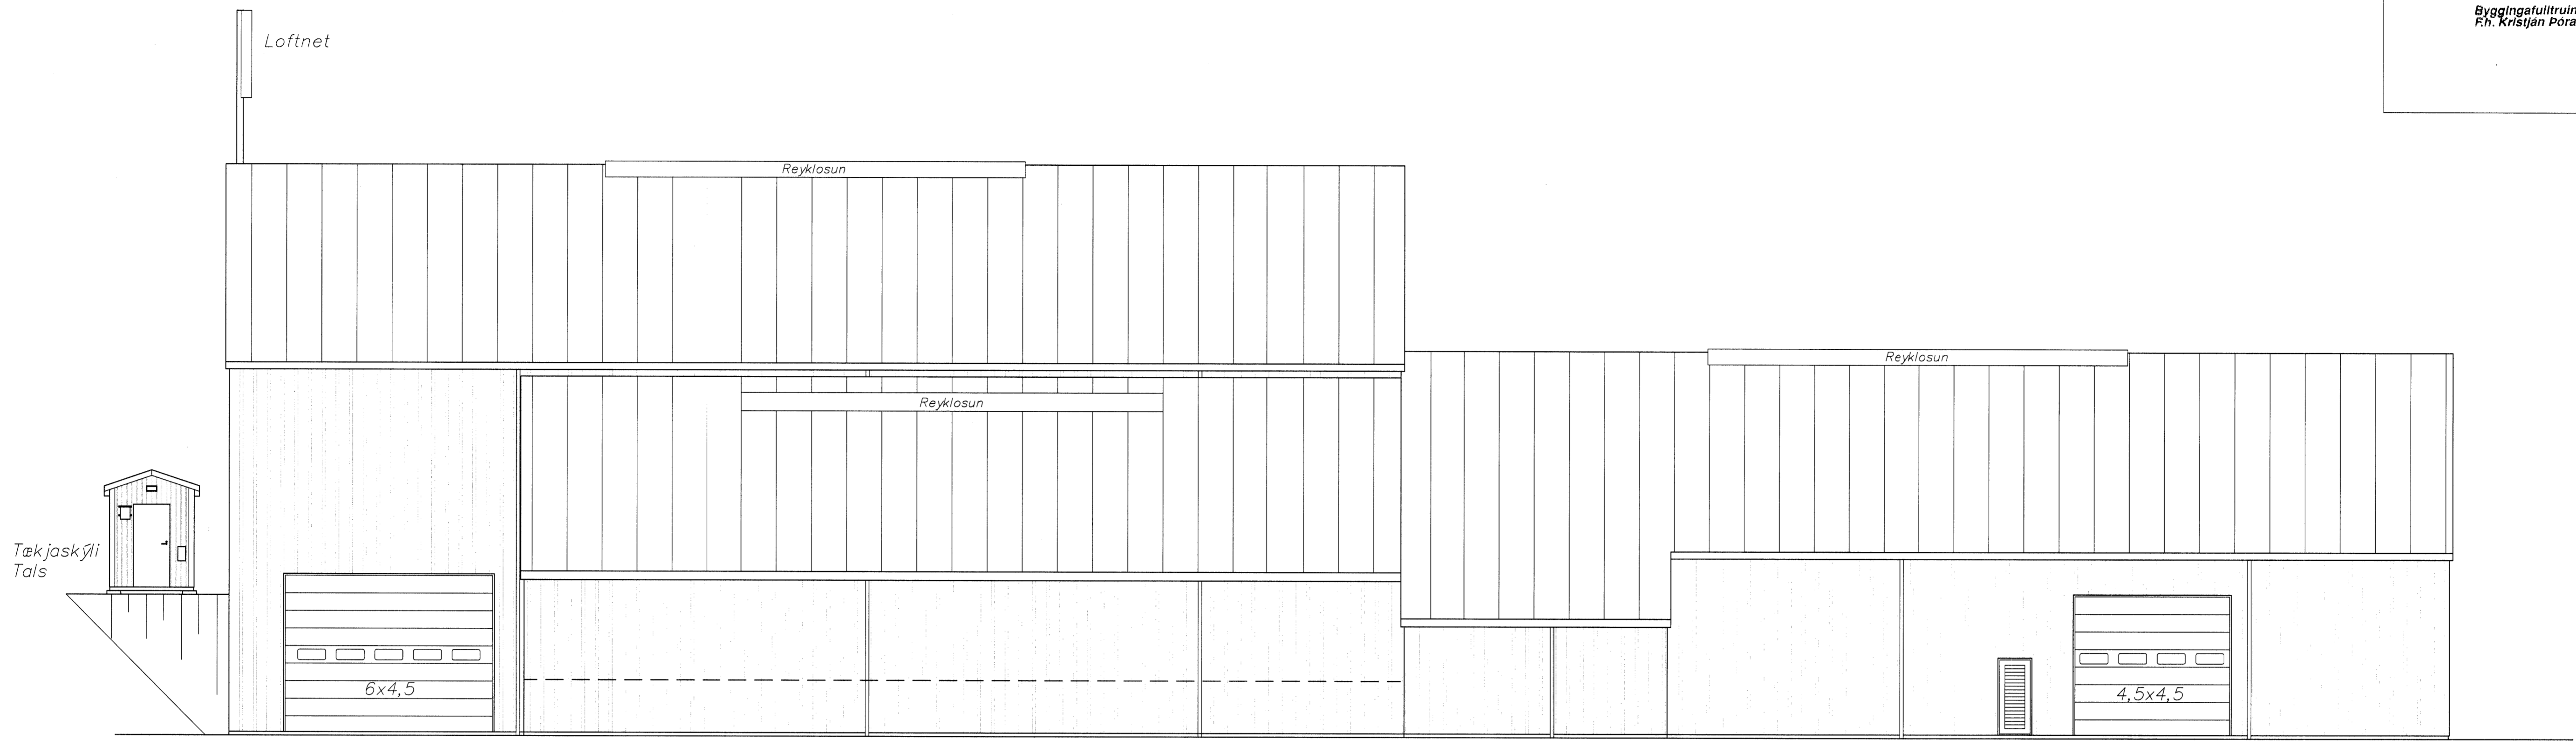 Byggingafulltrúin
F.h. Kristján Þóra
Loftnet
Reyklosun
Reyklosun
Reyklosun
Tækjaskýli
Tals
6x4,5
4,5x4,5